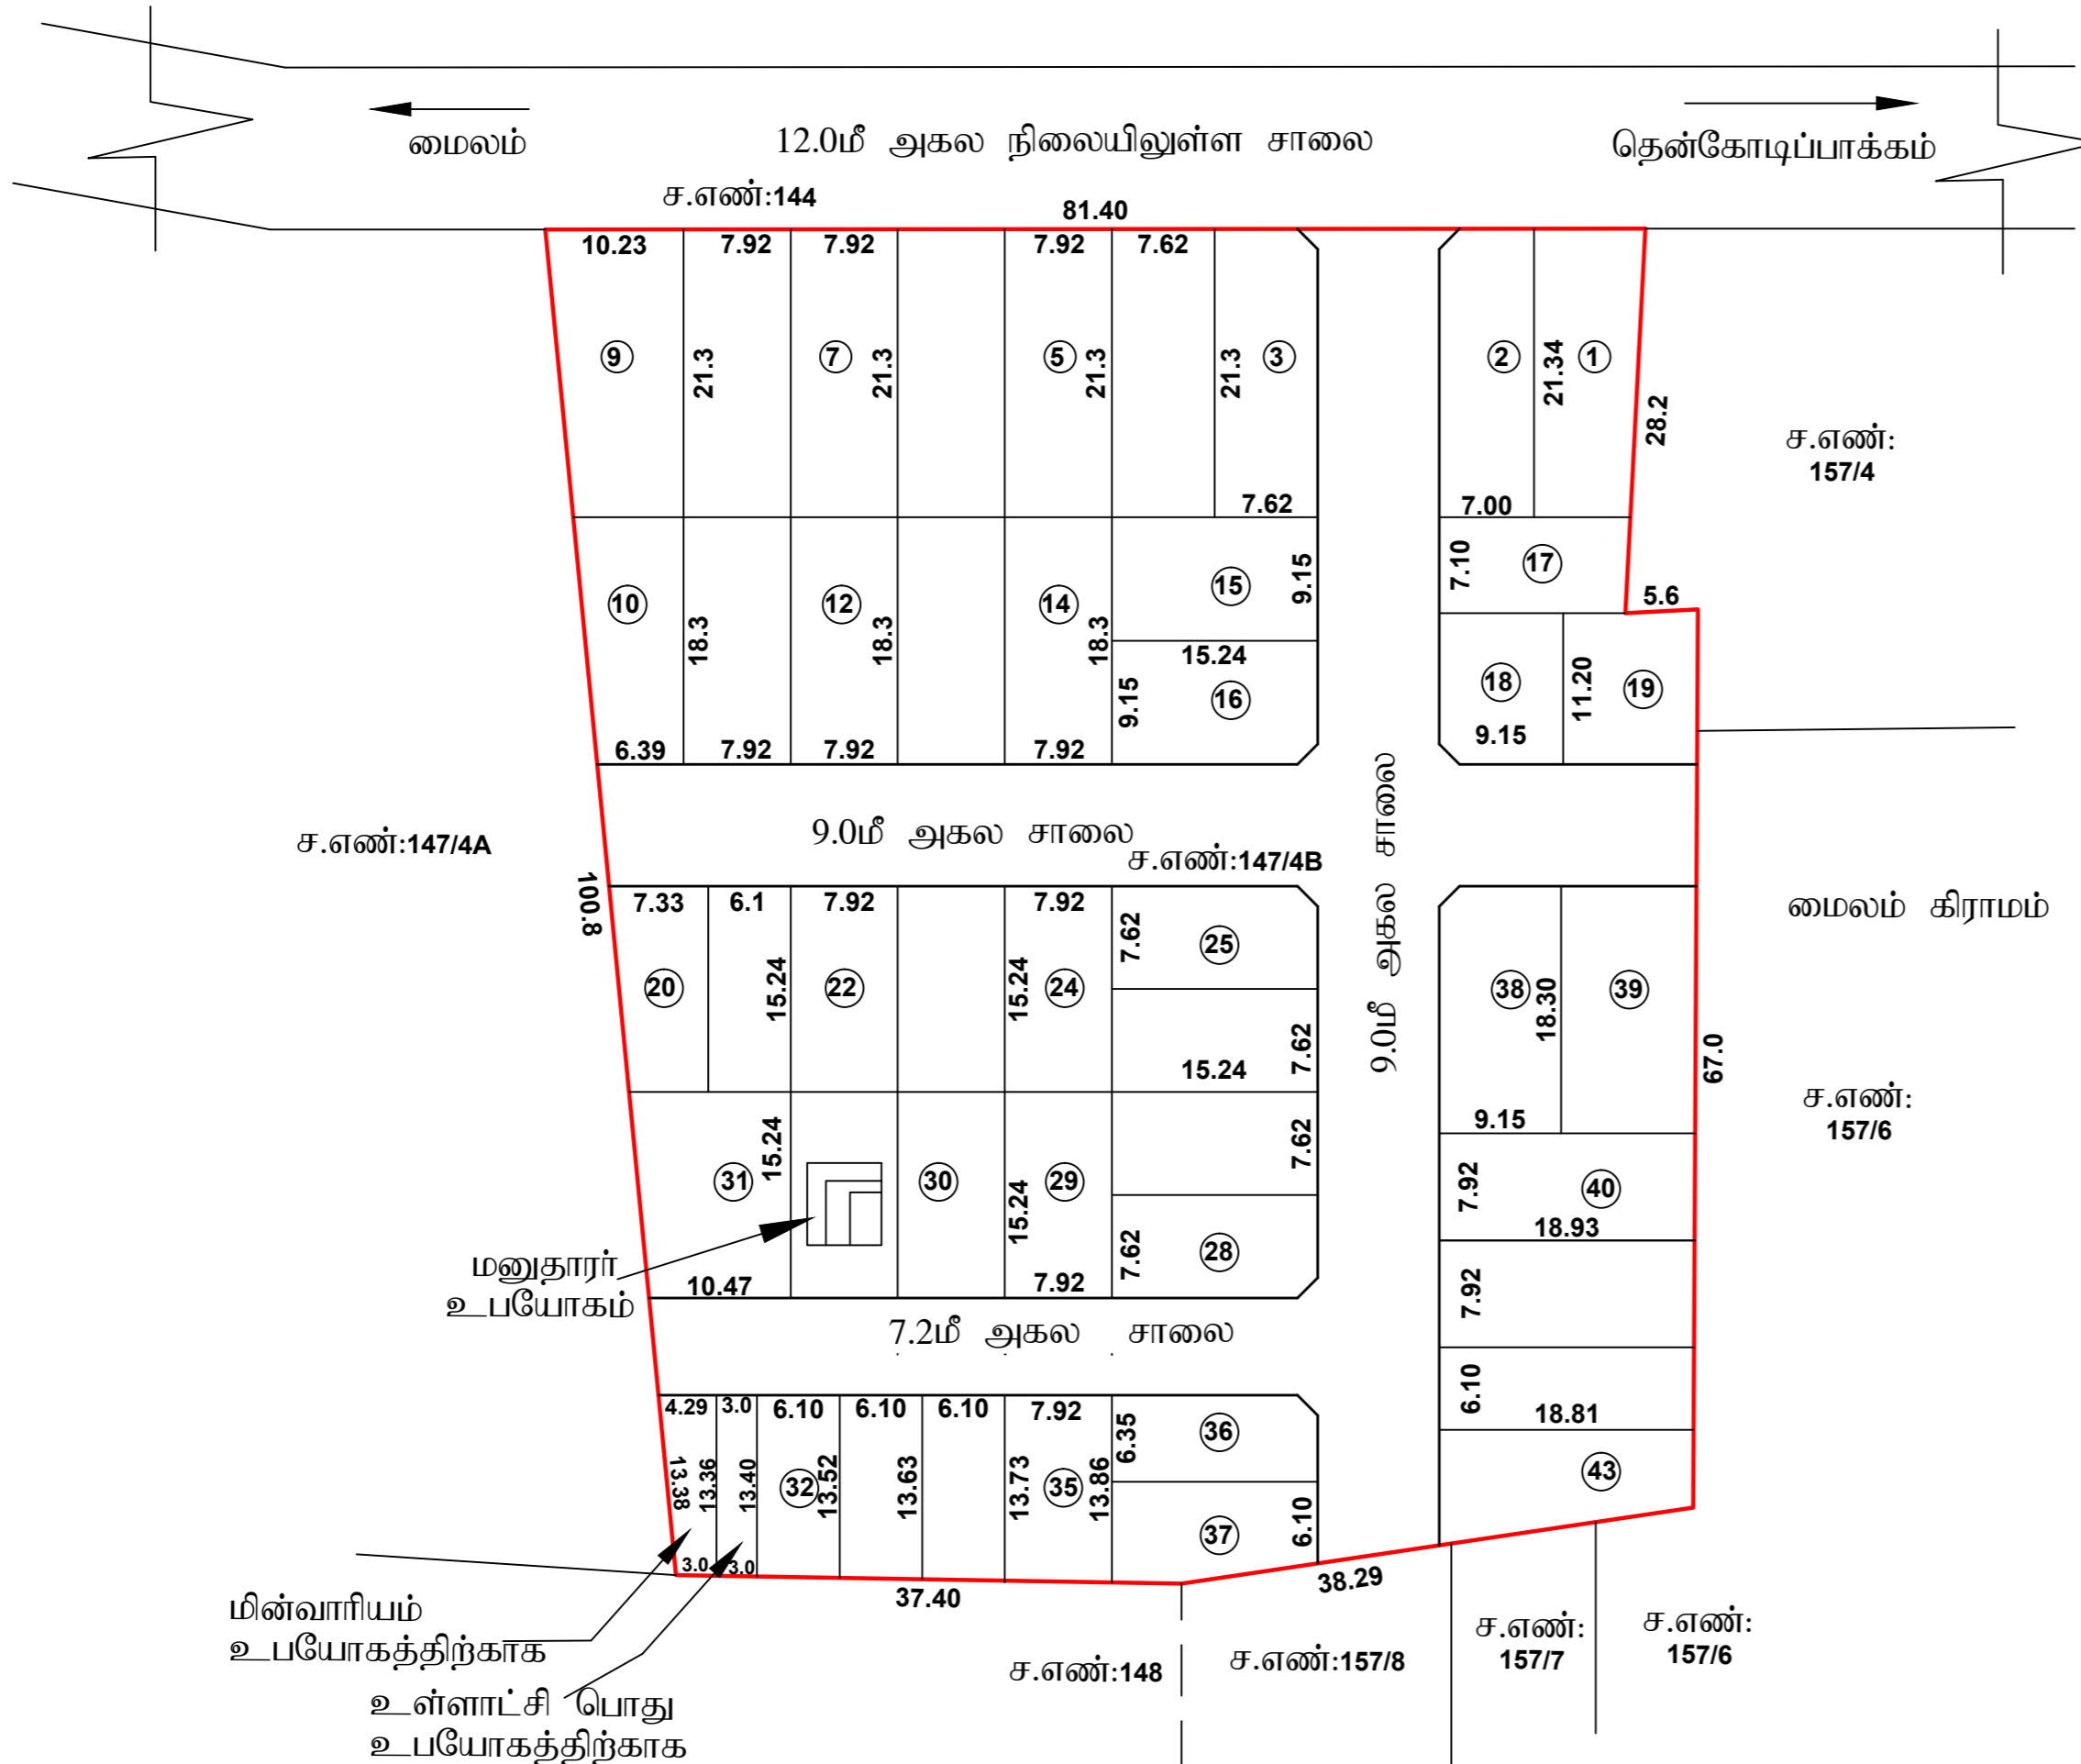 மைலம்
12.0மீ அகல நிலையிலுள்ள சாலை
தென்கோடிப்பாக்கம்
ச.எண்:144
81.40
10.23 7.92 7.92 7.92 7.62
9 21.3 7 21.3 5 21.3 21.3 3 2 21.34 1
28.2
ச.எண்:
157/4
7.62 7.00
10 18.3 12 18.3 14 18.3 15 9.15 7.10 17
5.6
15.24
9.15 16 18 11.20 19
9.15
6.39 7.92 7.92 7.92
9.0மீ அகல சாலை
9.0மீ அகல சாலை
ச.எண்:147/4A
ச.எண்:147/4B
100.8
மைலம் கிராமம்
7.33 6.1 7.92 7.92
7.62 25
20 15.24 22 15.24 24 38 18.30 39
7.62
15.24
67.0
ச.எண்:
157/6
9.15
31 15.24 30 15.24 29 7.62
7.92 40
18.93
7.62 28
மனுதாரர்
உபயோகம்
10.47 7.92
7.92
7.2மீ அகல சாலை
6.10
18.81
4.29 3.0 6.10 6.10 6.10 7.92
6.35 36
13.38 13.36 13.40 32 13.52 13.63 13.73 35 13.86
43
37 6.10
3.0 3.0
37.40
38.29
மின்வாரியம்
உபயோகத்திற்காக
உள்ளாட்சி பொது
உபயோகத்திற்காக
ச.எண்:148
ச.எண்:157/8
ச.எண்:
157/7
ச.எண்:
157/6